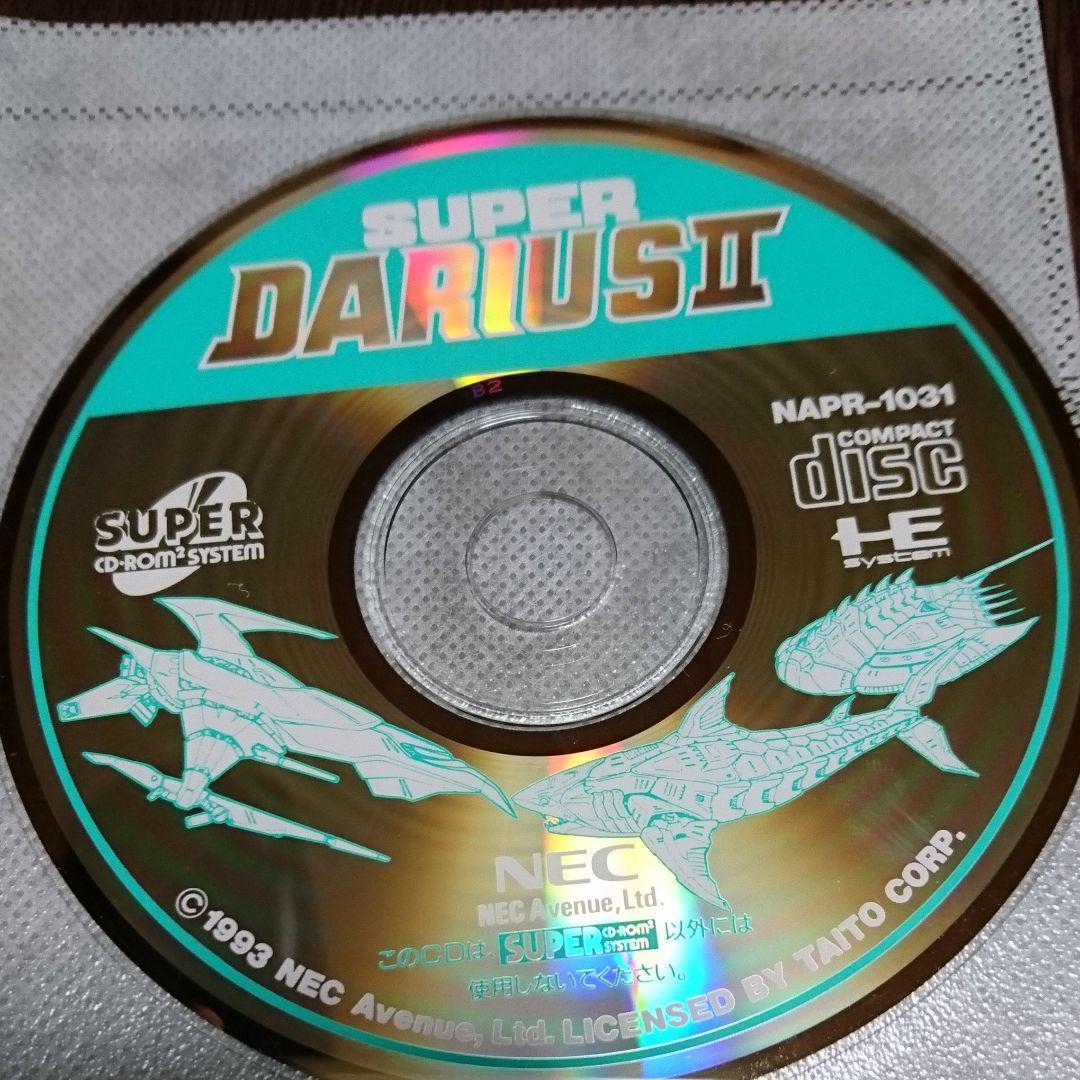 SUPER
DARIUS II
B2
NAPR-1031
COMPACT
disc
SUPER
CD-ROM² SYSTEM
HE
system
NEC
NEC Avenue, Ltd.
このCDは、SUPER CD-ROM² SYSTEM 以外には
使用しないでください。
©1993 NEC Avenue, Ltd. LICENSED BY TAITO CORP.